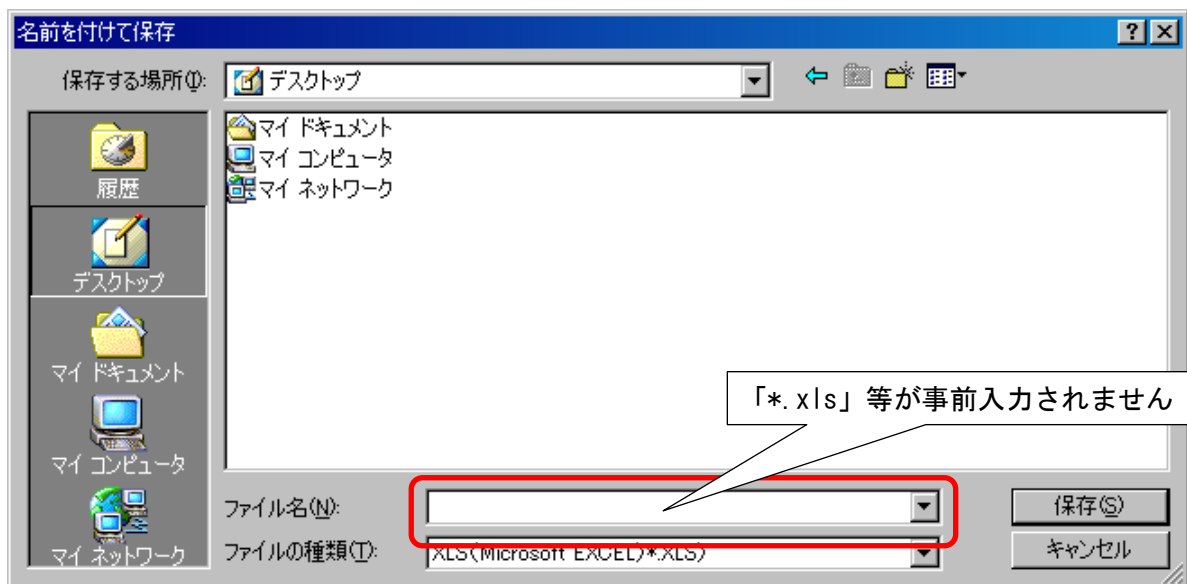 名前を付けて保存
保存する場所(I):
デスクトップ
履歴
デスクトップ
マイ ドキュメント
マイ コンピュータ
マイ ネットワーク
マイ ドキュメント
マイ コンピュータ
マイ ネットワーク
「*.xls」等が事前入力されません
ファイル名(N):
保存(S)
ファイルの種類(T):
XLS(Microsoft EXCEL)*.XLS)
キャンセル